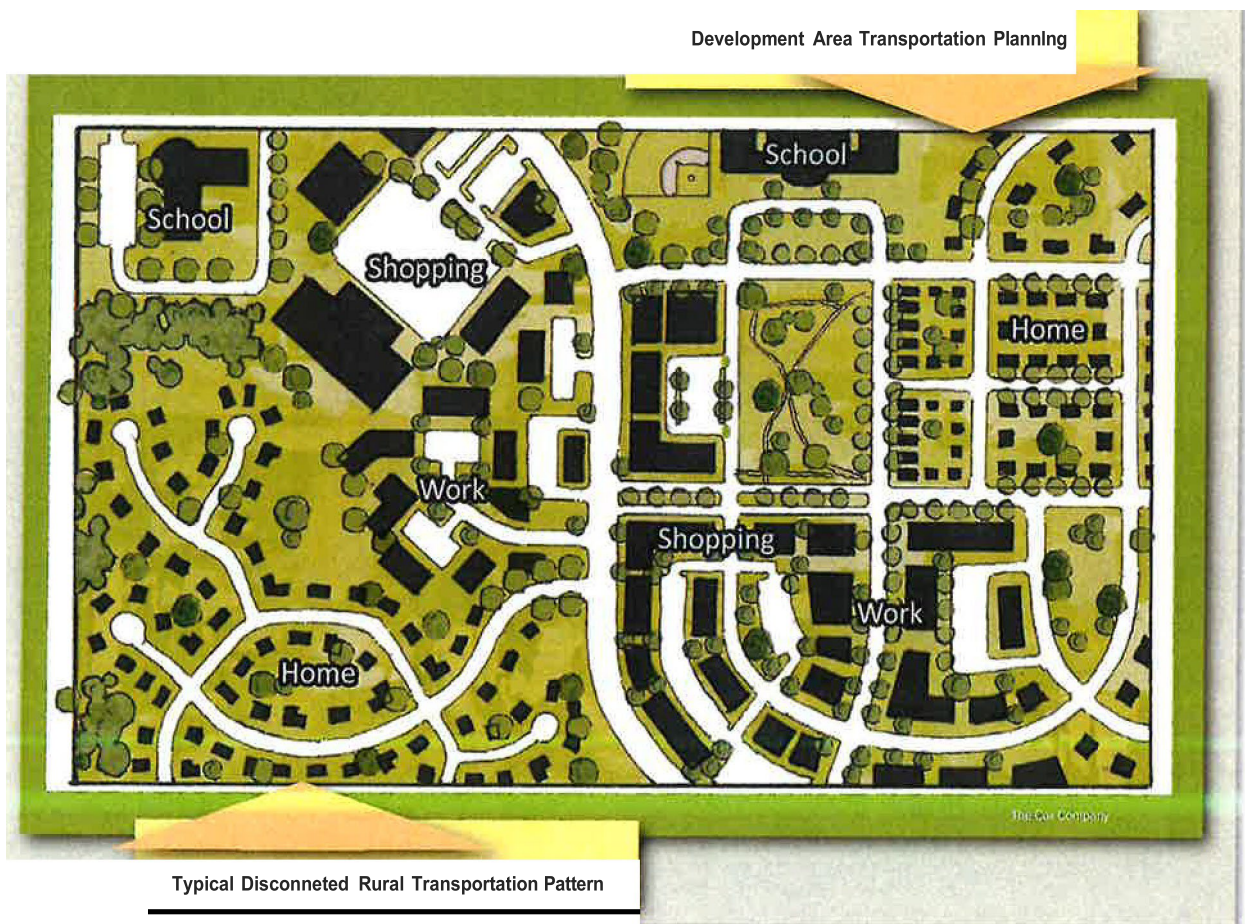 Development Area Transportation PlannIng
School
School
Shopping
Home
Work
Shopping
Work
Home
The Cox Company
Typical Disconneted Rural Transportation Pattern